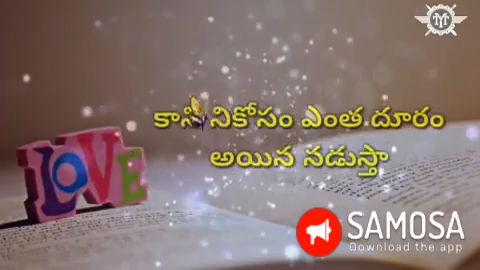 కాని నికోసం ఎంత దూరం
అయిన నడుస్తా
LOVE
SAMOSA
Download the app